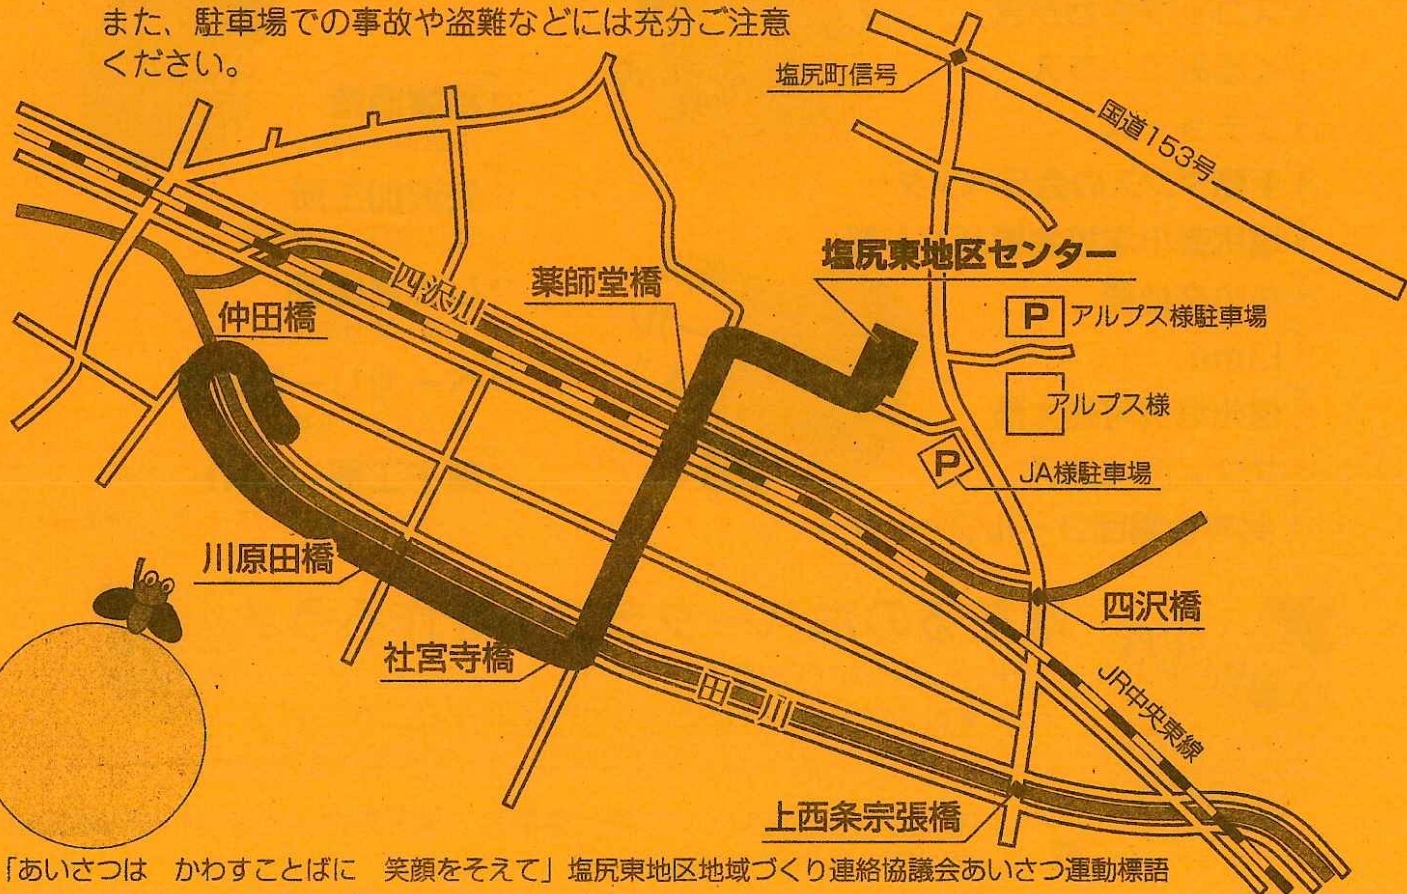 また、駐車場での事故や盗難などには充分ご注意
ください。
塩尻町信号
国道153号
塩尻東地区センター
薬師堂橋
四沢川
仲田橋
P アルプス様駐車場
アルプス様
P
JA様駐車場
川原田橋
四沢橋
社宮寺橋
田川
JR中央東線
上西条宗張橋
「あいさつは　かわすことばに　笑顔をそえて」塩尻東地区地域づくり連絡協議会あいさつ運動標語